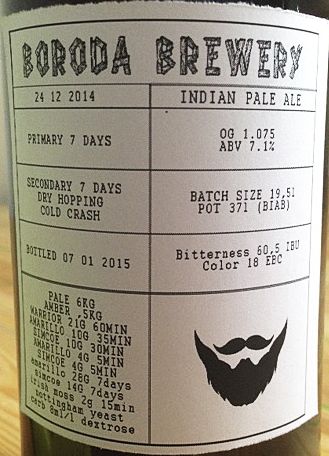 BORODA BREWERY
24 12 2014
INDIAN PALE ALE
PRIMARY 7 DAYS
OG 1.075
ABV 7.1%
SECONDARY 7 DAYS
DRY HOPPING
COLD CRASH
BATCH SIZE 19,5l
POT 37l (BIAB)
BOTTLED 07 01 2015
Bitterness 60,5 IBU
Color 18 EBC
PALE 6KG
AMBER ,5KG
WARRIOR 21G 60MIN
AMARILLO 10G 35MIN
SIMCOE 10G 30MIN
AMARILLO 4G 5MIN
SIMCOE 4G 5MIN
amarillo 28G 7days
simcoe 14G 7days
irish moss 2g 15min
nottingham yeast
carb 8ml/l dextrose